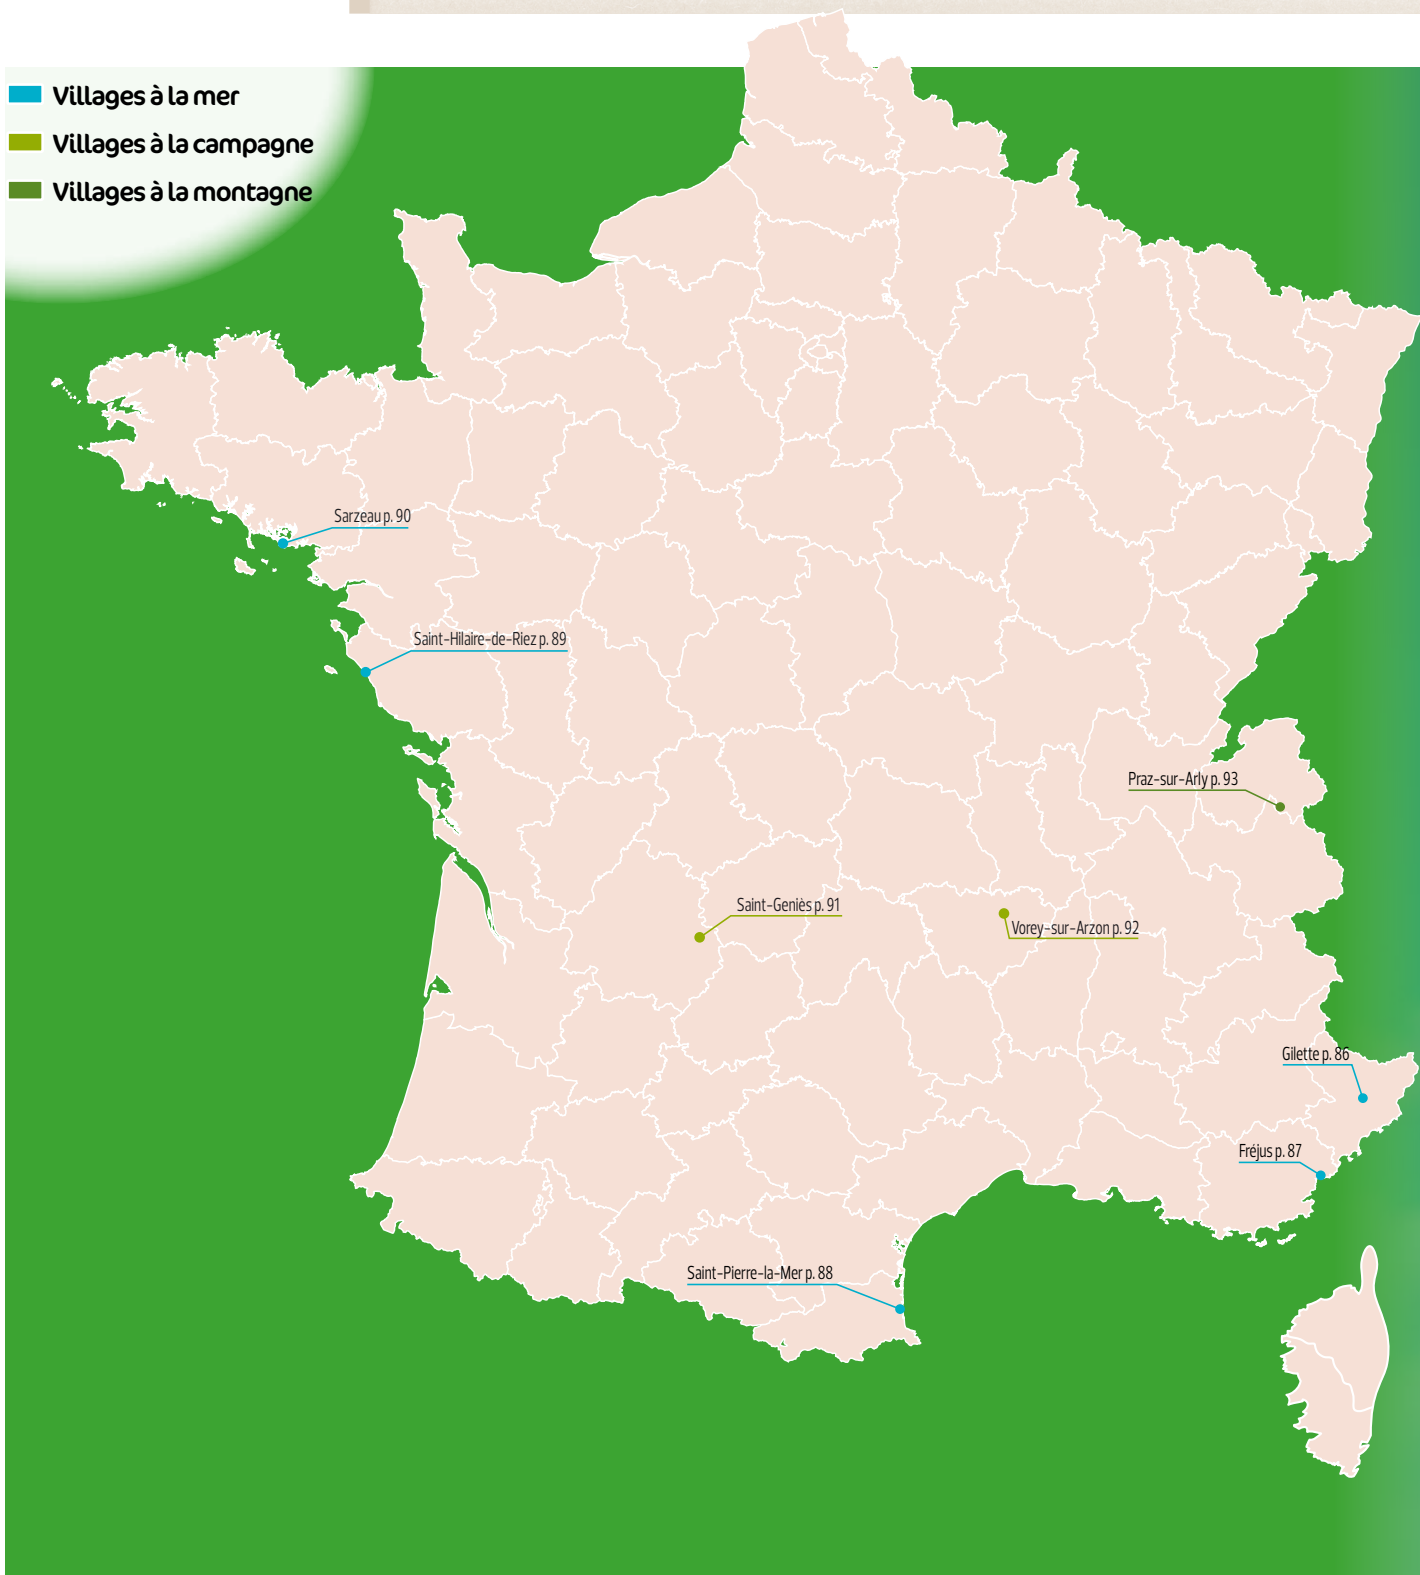 Villages à la mer
Villages à la campagne
Villages à la montagne
Sarzeau p. 90
Saint-Hilaire-de-Riez p. 89
Praz-sur-Arly p. 93
Saint-Geniès p. 91
Vorey-sur-Arzon p. 92
Gilette p. 86
Fréjus p. 87
Saint-Pierre-la-Mer p. 88